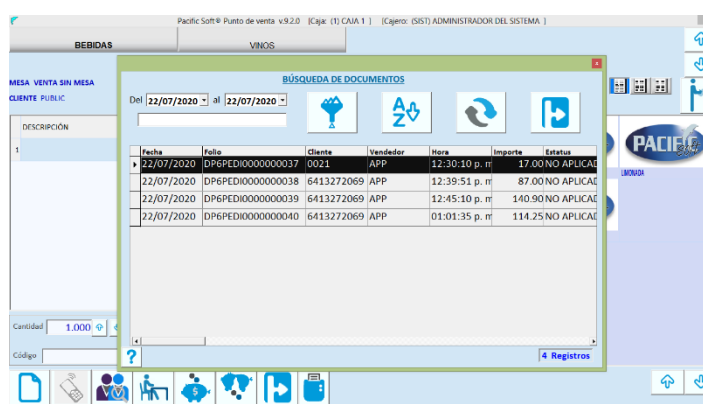 Pacific Soft® Punto de venta v.9.2.0 [Caja: (1) CAJA 1 ] [Cajero: (SIST) ADMINISTRADOR DEL SISTEMA ]
BEBIDAS VINOS
MESA VENTA SIN MESA
CLIENTE PUBLIC
BÚSQUEDA DE DOCUMENTOS
Del 22/07/2020 al 22/07/2020
A
Z
DESCRIPCIÓN
1
PACIFIC
LIMONADA
Fecha Folio Cliente Vendedor Hora Importe Estatus
22/07/2020 DP6PEDI0000000037 0021 APP 12:30:10 p. m 17.00 NO APLICAD
22/07/2020 DP6PEDI0000000038 6413272069 APP 12:39:51 p. m 87.00 NO APLICAD
22/07/2020 DP6PEDI0000000039 6413272069 APP 12:45:10 p. m 140.90 NO APLICAD
22/07/2020 DP6PEDI0000000040 6413272069 APP 01:01:35 p. m 114.25 NO APLICAD
Cantidad 1.000
Código
? 4 Registros